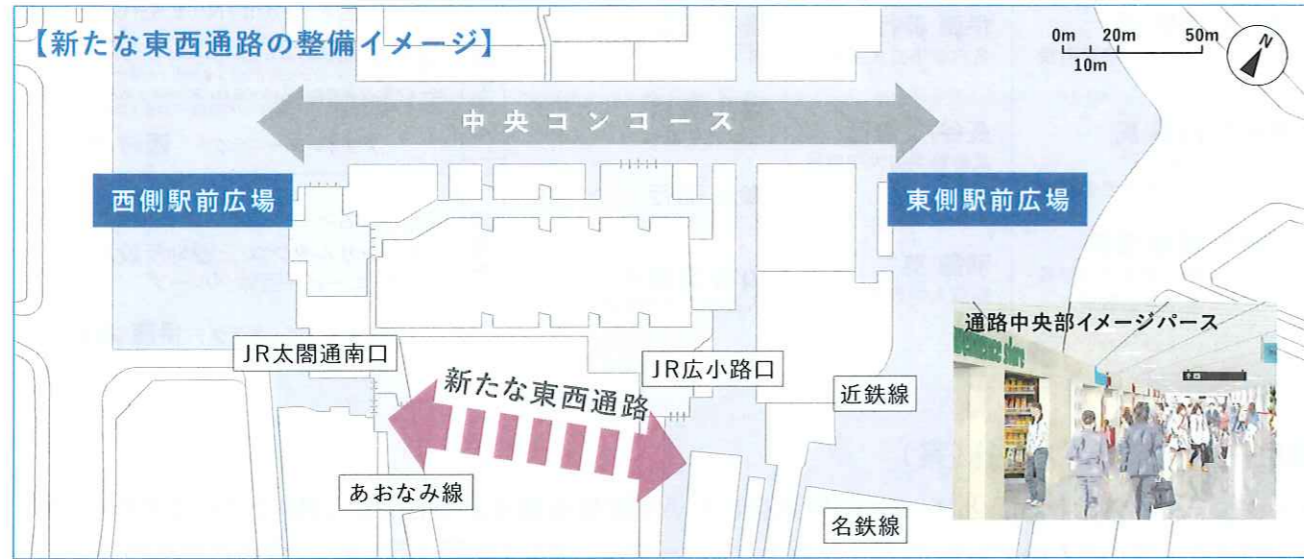 【新たな東西通路の整備イメージ】
0m 20m 50m
10m
N
中央コンコース
西側駅前広場
東側駅前広場
通路中央部イメージパース
JR太閤通南口
JR広小路口
新たな東西通路
近鉄線
あおなみ線
名鉄線